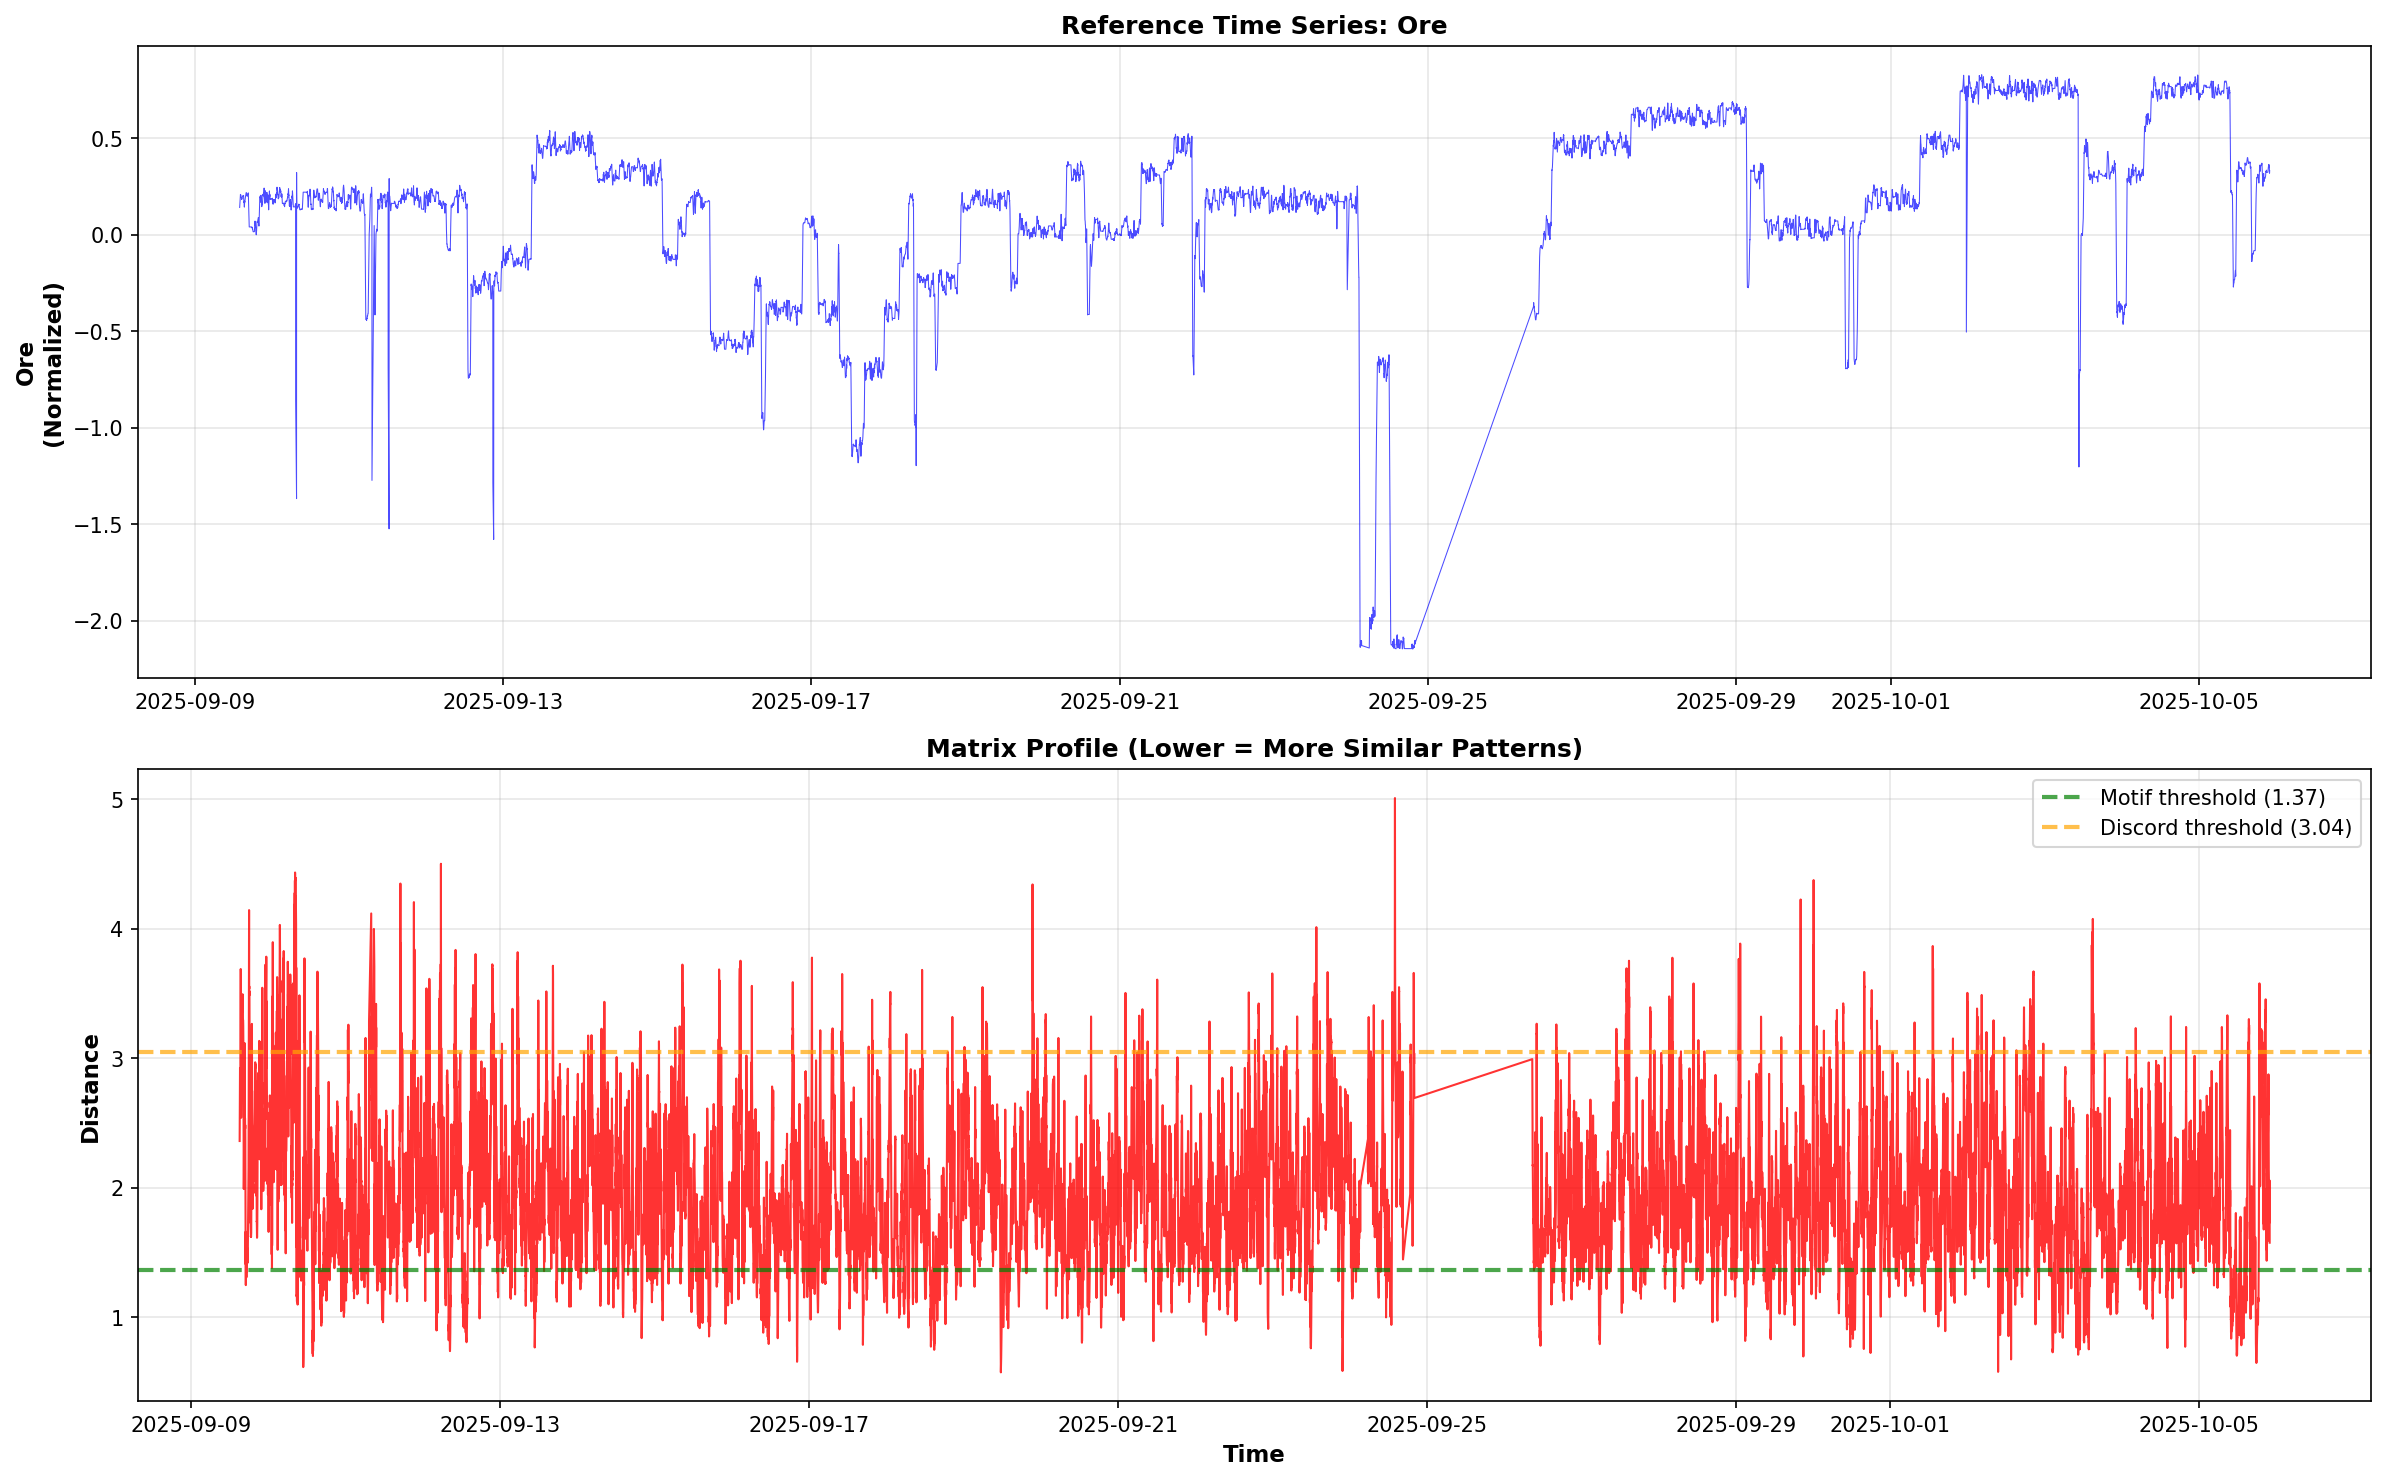 Reference Time Series: Ore
Ore
(Normalized)
0.5
0.0
−0.5
−1.0
−1.5
−2.0
2025-09-09 2025-09-13 2025-09-17 2025-09-21 2025-09-25 2025-09-29 2025-10-01 2025-10-05
Matrix Profile (Lower = More Similar Patterns)
Motif threshold (1.37)
Discord threshold (3.04)
Distance
5
4
3
2
1
2025-09-09 2025-09-13 2025-09-17 2025-09-21 2025-09-25 2025-09-29 2025-10-01 2025-10-05
Time